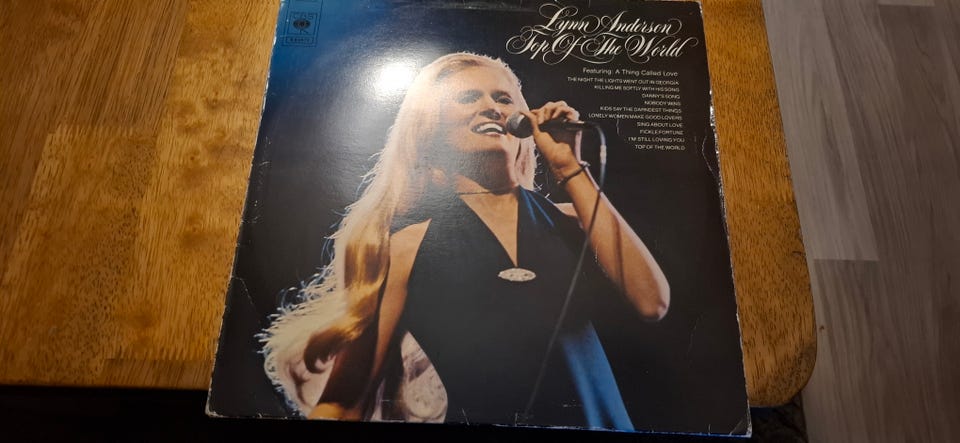 CBS
Lynn Anderson
Top Of The World
Featuring: A Thing Called Love
THE NIGHT THE LIGHTS WENT OUT IN GEORGIA
KILLING ME SOFTLY WITH HIS SONG
DANNY'S SONG
NOBODY WINS
KIDS SAY THE DARNDEST THINGS
LONELY WOMEN MAKE GOOD LOVERS
SING ABOUT LOVE
FICKLE FORTUNE
I'M STILL LOVING YOU
TOP OF THE WORLD